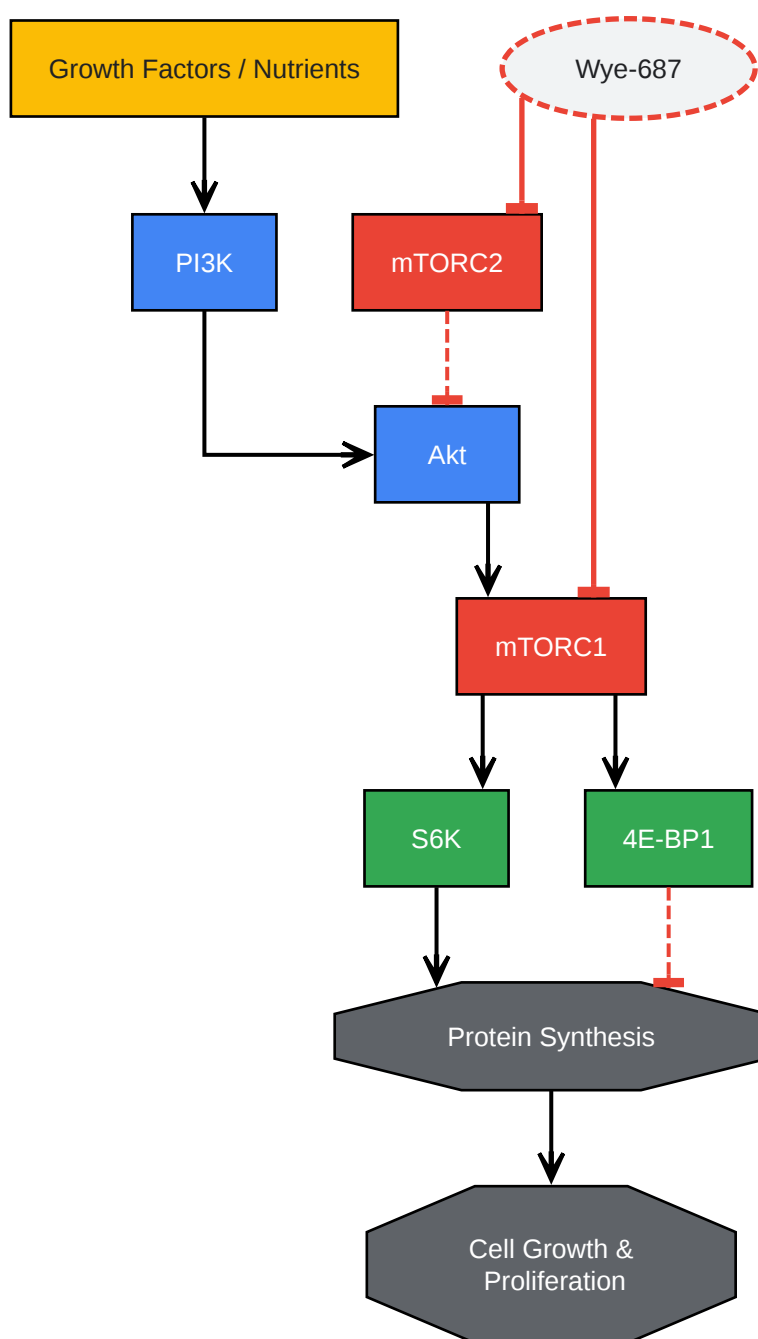 Growth Factors / Nutrients
Wye-687
PI3K
mTORC2
Akt
mTORC1
S6K
4E-BP1
Protein Synthesis
Cell Growth &
Proliferation